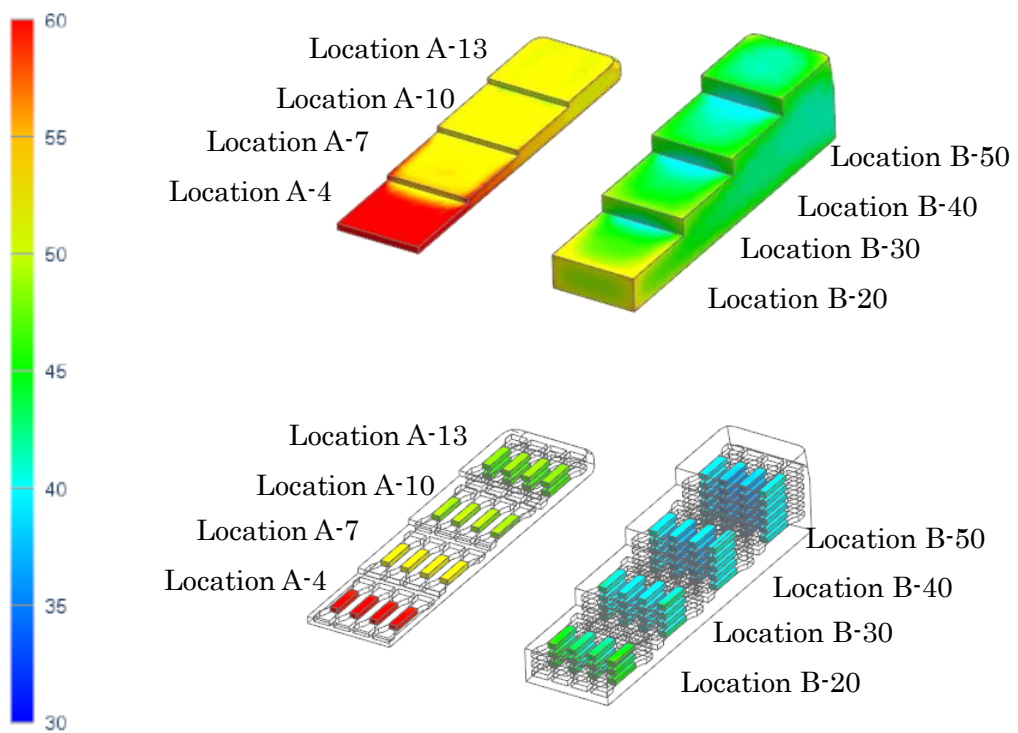 60
55
50
45
40
35
30
Location A-13
Location A-10
Location A-7
Location A-4
Location B-50
Location B-40
Location B-30
Location B-20
Location A-13
Location A-10
Location A-7
Location A-4
Location B-50
Location B-40
Location B-30
Location B-20